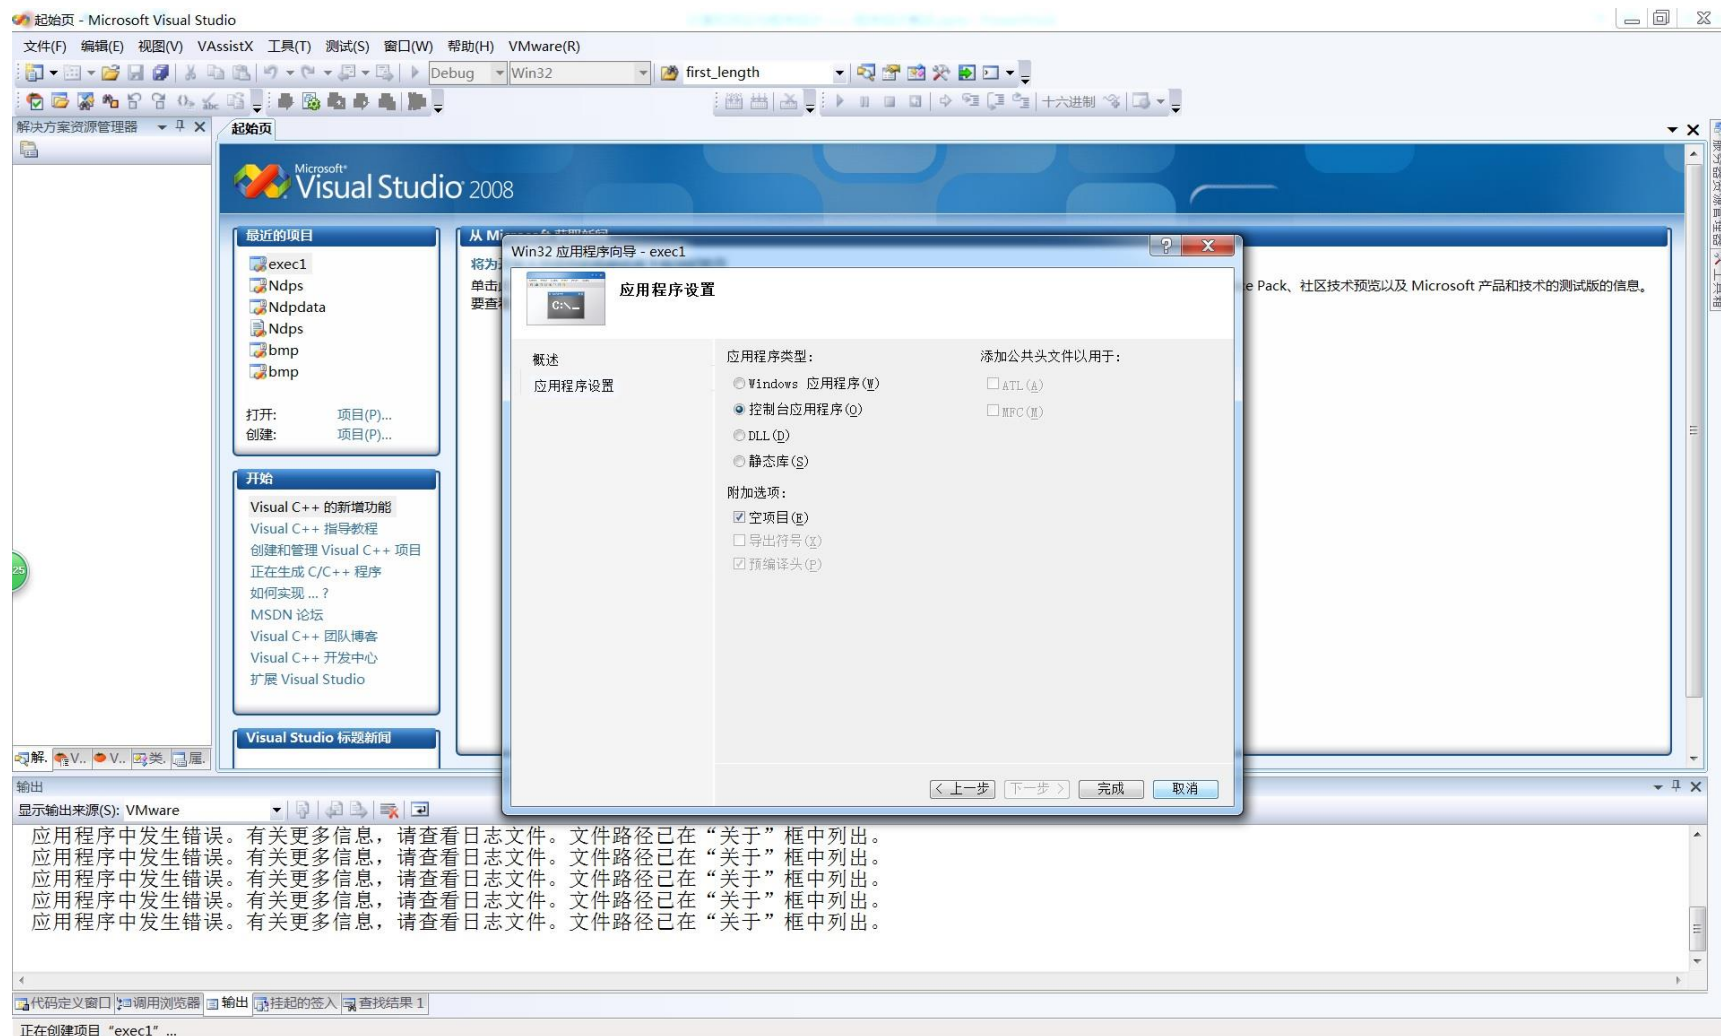 起始页 - Microsoft Visual Studio
文件(F) 编辑(E) 视图(V) VAssistX 工具(T) 测试(S) 窗口(W) 帮助(H) VMware(R)
Debug Win32 first_length
十六进制
解决方案资源管理器
起始页
Microsoft
Visual Studio 2008
最近的项目
exec1
Ndps
Ndpdata
Ndps
bmp
bmp
打开: 项目(P)...
创建: 项目(P)...
开始
Visual C++ 的新增功能
Visual C++ 指导教程
创建和管理 Visual C++ 项目
正在生成 C/C++ 程序
如何实现 ... ?
MSDN 论坛
Visual C++ 团队博客
Visual C++ 开发中心
扩展 Visual Studio
Visual Studio 标题新闻
从 Mi
将为
单击
要查
e Pack、社区技术预览以及 Microsoft 产品和技术的测试版的信息。
Win32 应用程序向导 - exec1
C:\_
应用程序设置
概述
应用程序设置
应用程序类型:
Windows 应用程序(W)
控制台应用程序(O)
DLL(D)
静态库(S)
附加选项:
空项目(E)
导出符号(X)
预编译头(P)
添加公共头文件以用于:
ATL(A)
MFC(M)
< 上一步 下一步 > 完成 取消
服务器资源管理器
工具箱
25
解. V.. V.. 类. 属.
输出
显示输出来源(S): VMware
应用程序中发生错误。有关更多信息，请查看日志文件。文件路径已在“关于”框中列出。
应用程序中发生错误。有关更多信息，请查看日志文件。文件路径已在“关于”框中列出。
应用程序中发生错误。有关更多信息，请查看日志文件。文件路径已在“关于”框中列出。
应用程序中发生错误。有关更多信息，请查看日志文件。文件路径已在“关于”框中列出。
应用程序中发生错误。有关更多信息，请查看日志文件。文件路径已在“关于”框中列出。
代码定义窗口 调用浏览器 输出 挂起的签入 查找结果 1
正在创建项目 “exec1” ...